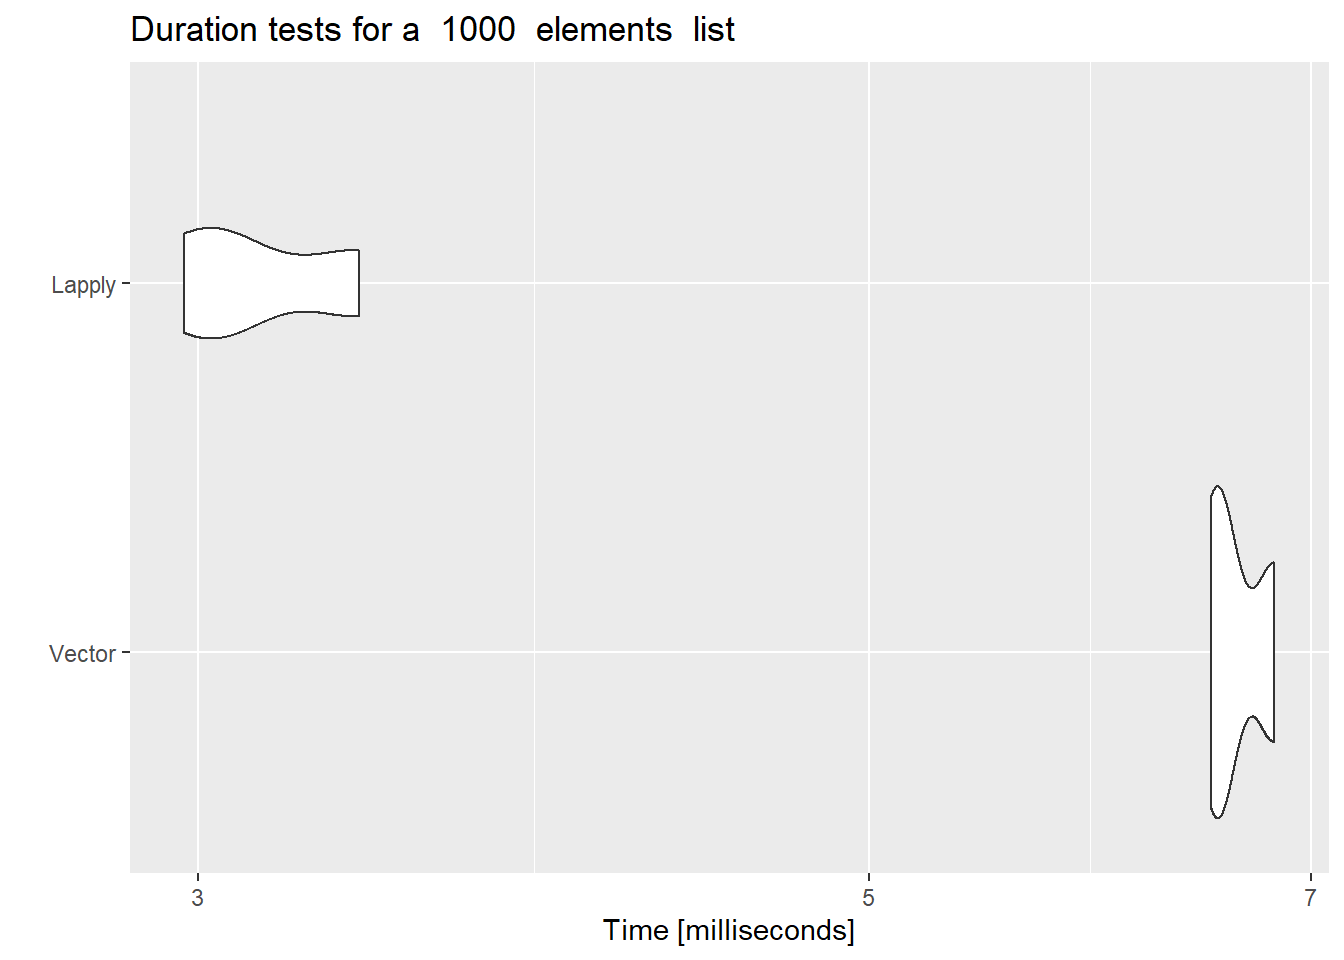 Duration tests for a  1000  elements  list
Lapply
Vector
3
5
7
Time [milliseconds]